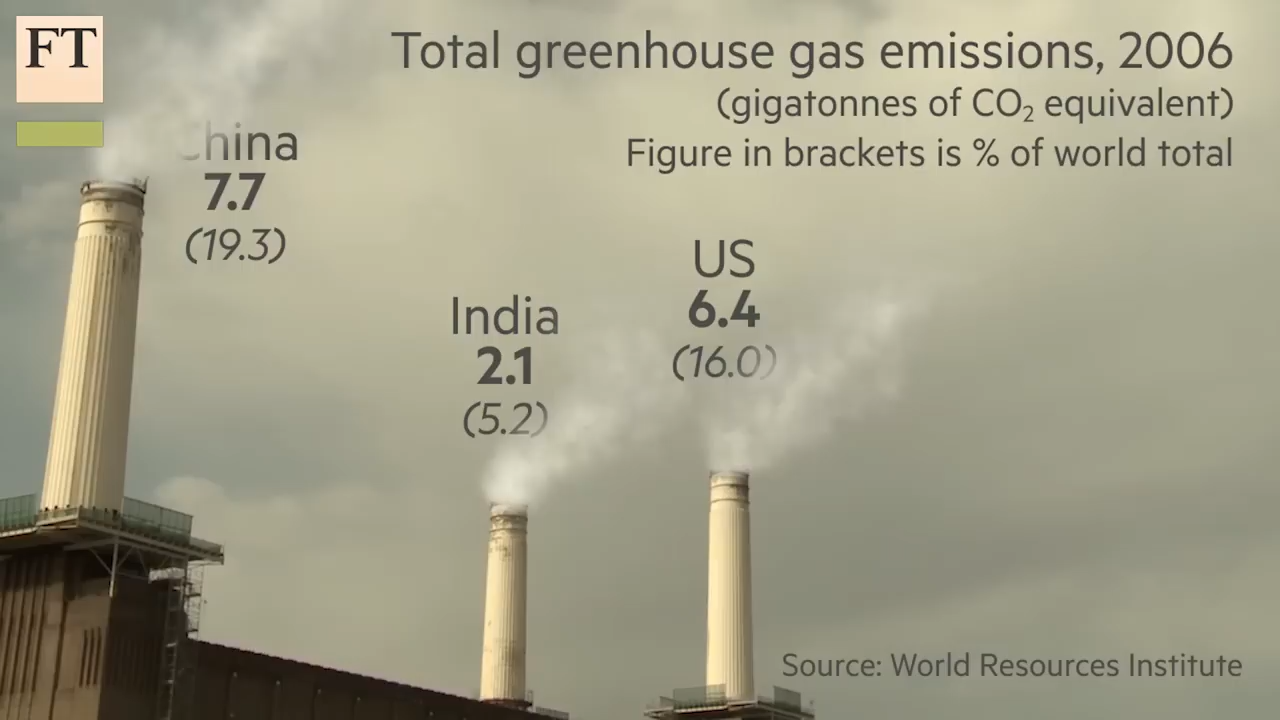 FT
Total greenhouse gas emissions, 2006
(gigatonnes of CO₂ equivalent)
Figure in brackets is % of world total
China
7.7
(19.3)
India
2.1
(5.2)
US
6.4
(16.0)
Source: World Resources Institute